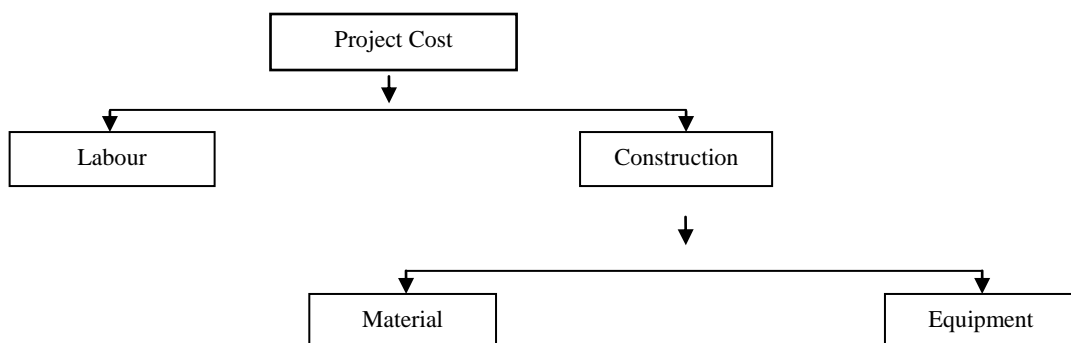 Project Cost
Labour
Construction
Material
Equipment